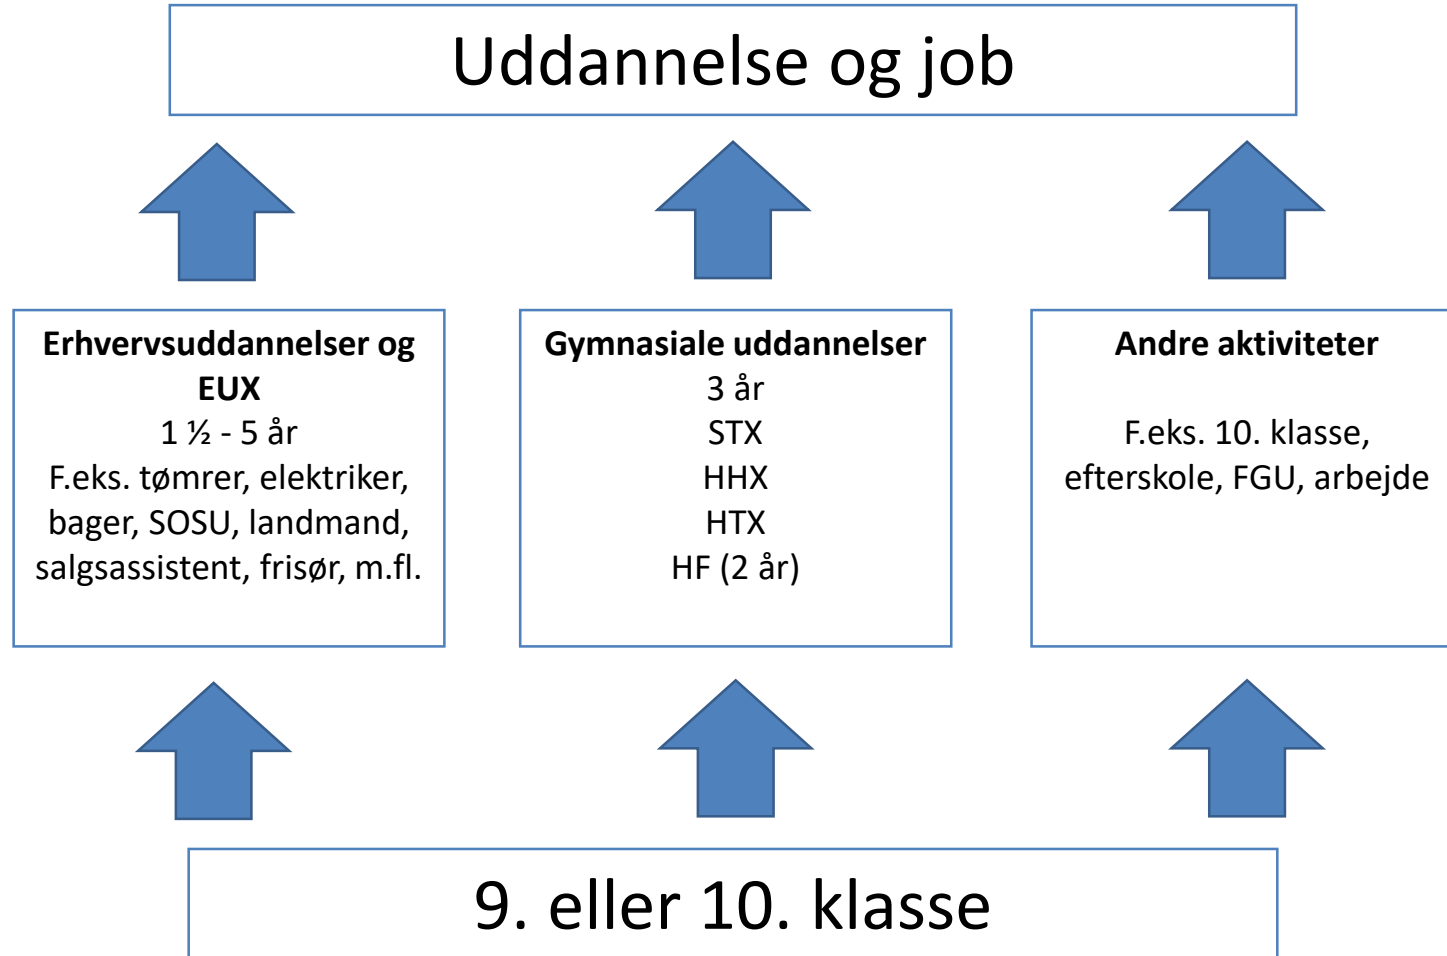 Uddannelse og job
Erhvervsuddannelser og
EUX
1 ½ - 5 år
F.eks. tømrer, elektriker,
bager, SOSU, landmand,
salgsassistent, frisør, m.fl.
Gymnasiale uddannelser
3 år
STX
HHX
HTX
HF (2 år)
Andre aktiviteter
F.eks. 10. klasse,
efterskole, FGU, arbejde
9. eller 10. klasse